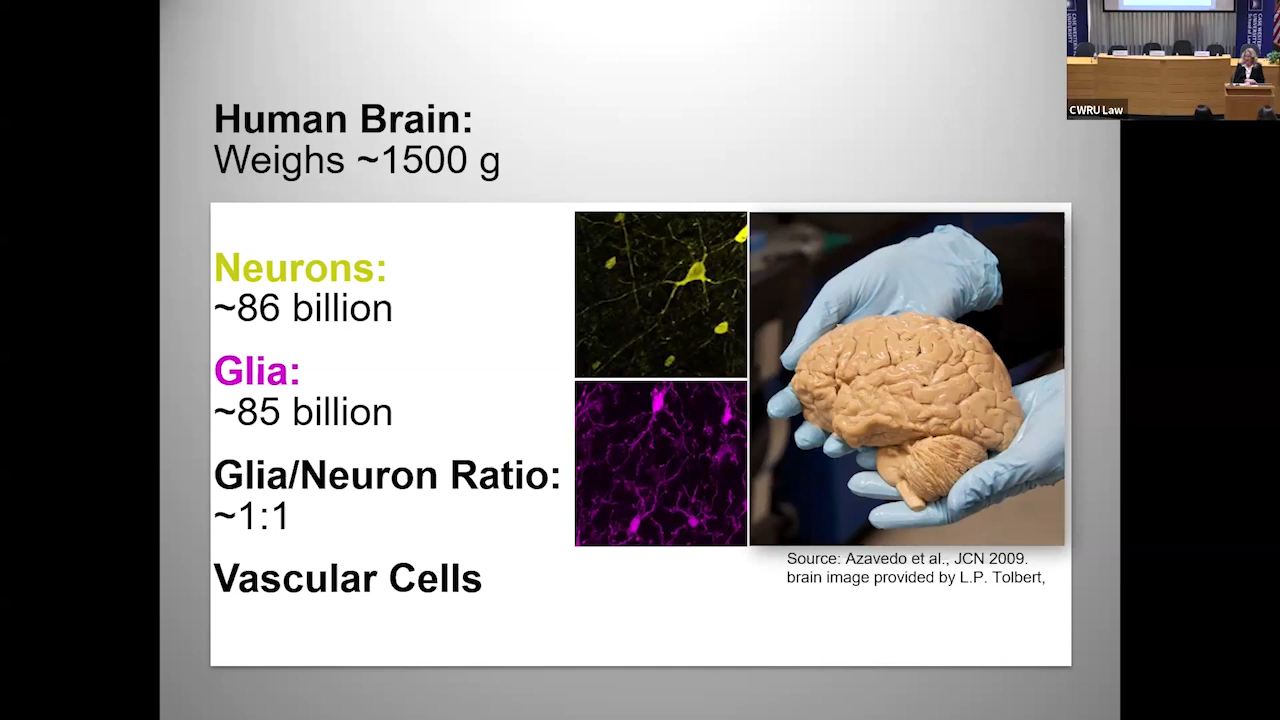 Human Brain:
Weighs ~1500 g
Neurons:
~86 billion
Glia:
~85 billion
Glia/Neuron Ratio:
~1:1
Vascular Cells
Source: Azavedo et al., JCN 2009.
brain image provided by L.P. Tolbert,
CWRU Law